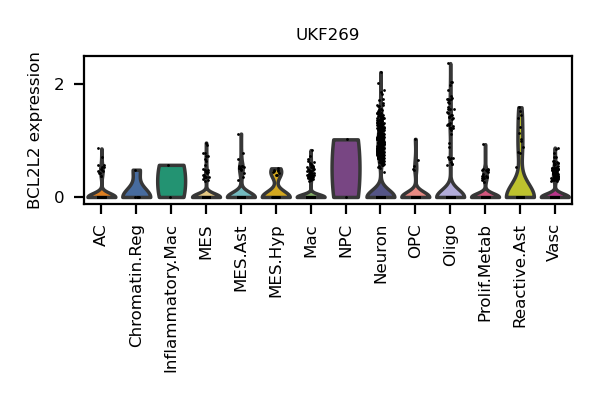 UKF269
BCL2L2 expression
2
0
AC
Chromatin.Reg
Inflammatory.Mac
MES
MES.Ast
MES.Hyp
Mac
NPC
Neuron
OPC
Oligo
Prolif.Metab
Reactive.Ast
Vasc